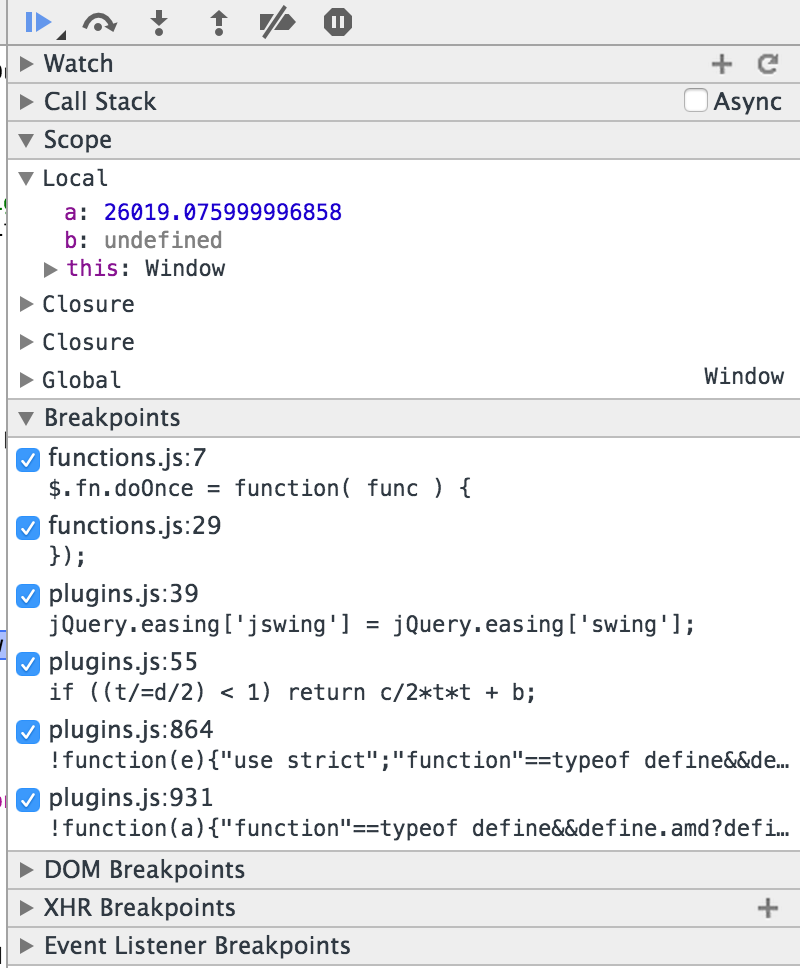 Watch
Call Stack Async
Scope
Local
a: 26019.075999996858
b: undefined
this: Window
Closure
Closure
Global Window
Breakpoints
functions.js:7
$.fn.doOnce = function( func ) {
functions.js:29
});
plugins.js:39
jQuery.easing['jswing'] = jQuery.easing['swing'];
plugins.js:55
if ((t/=d/2) < 1) return c/2*t*t + b;
plugins.js:864
!function(e){"use strict";"function"==typeof define&&de…
plugins.js:931
!function(a){"function"==typeof define&&define.amd?defi…
DOM Breakpoints
XHR Breakpoints
Event Listener Breakpoints